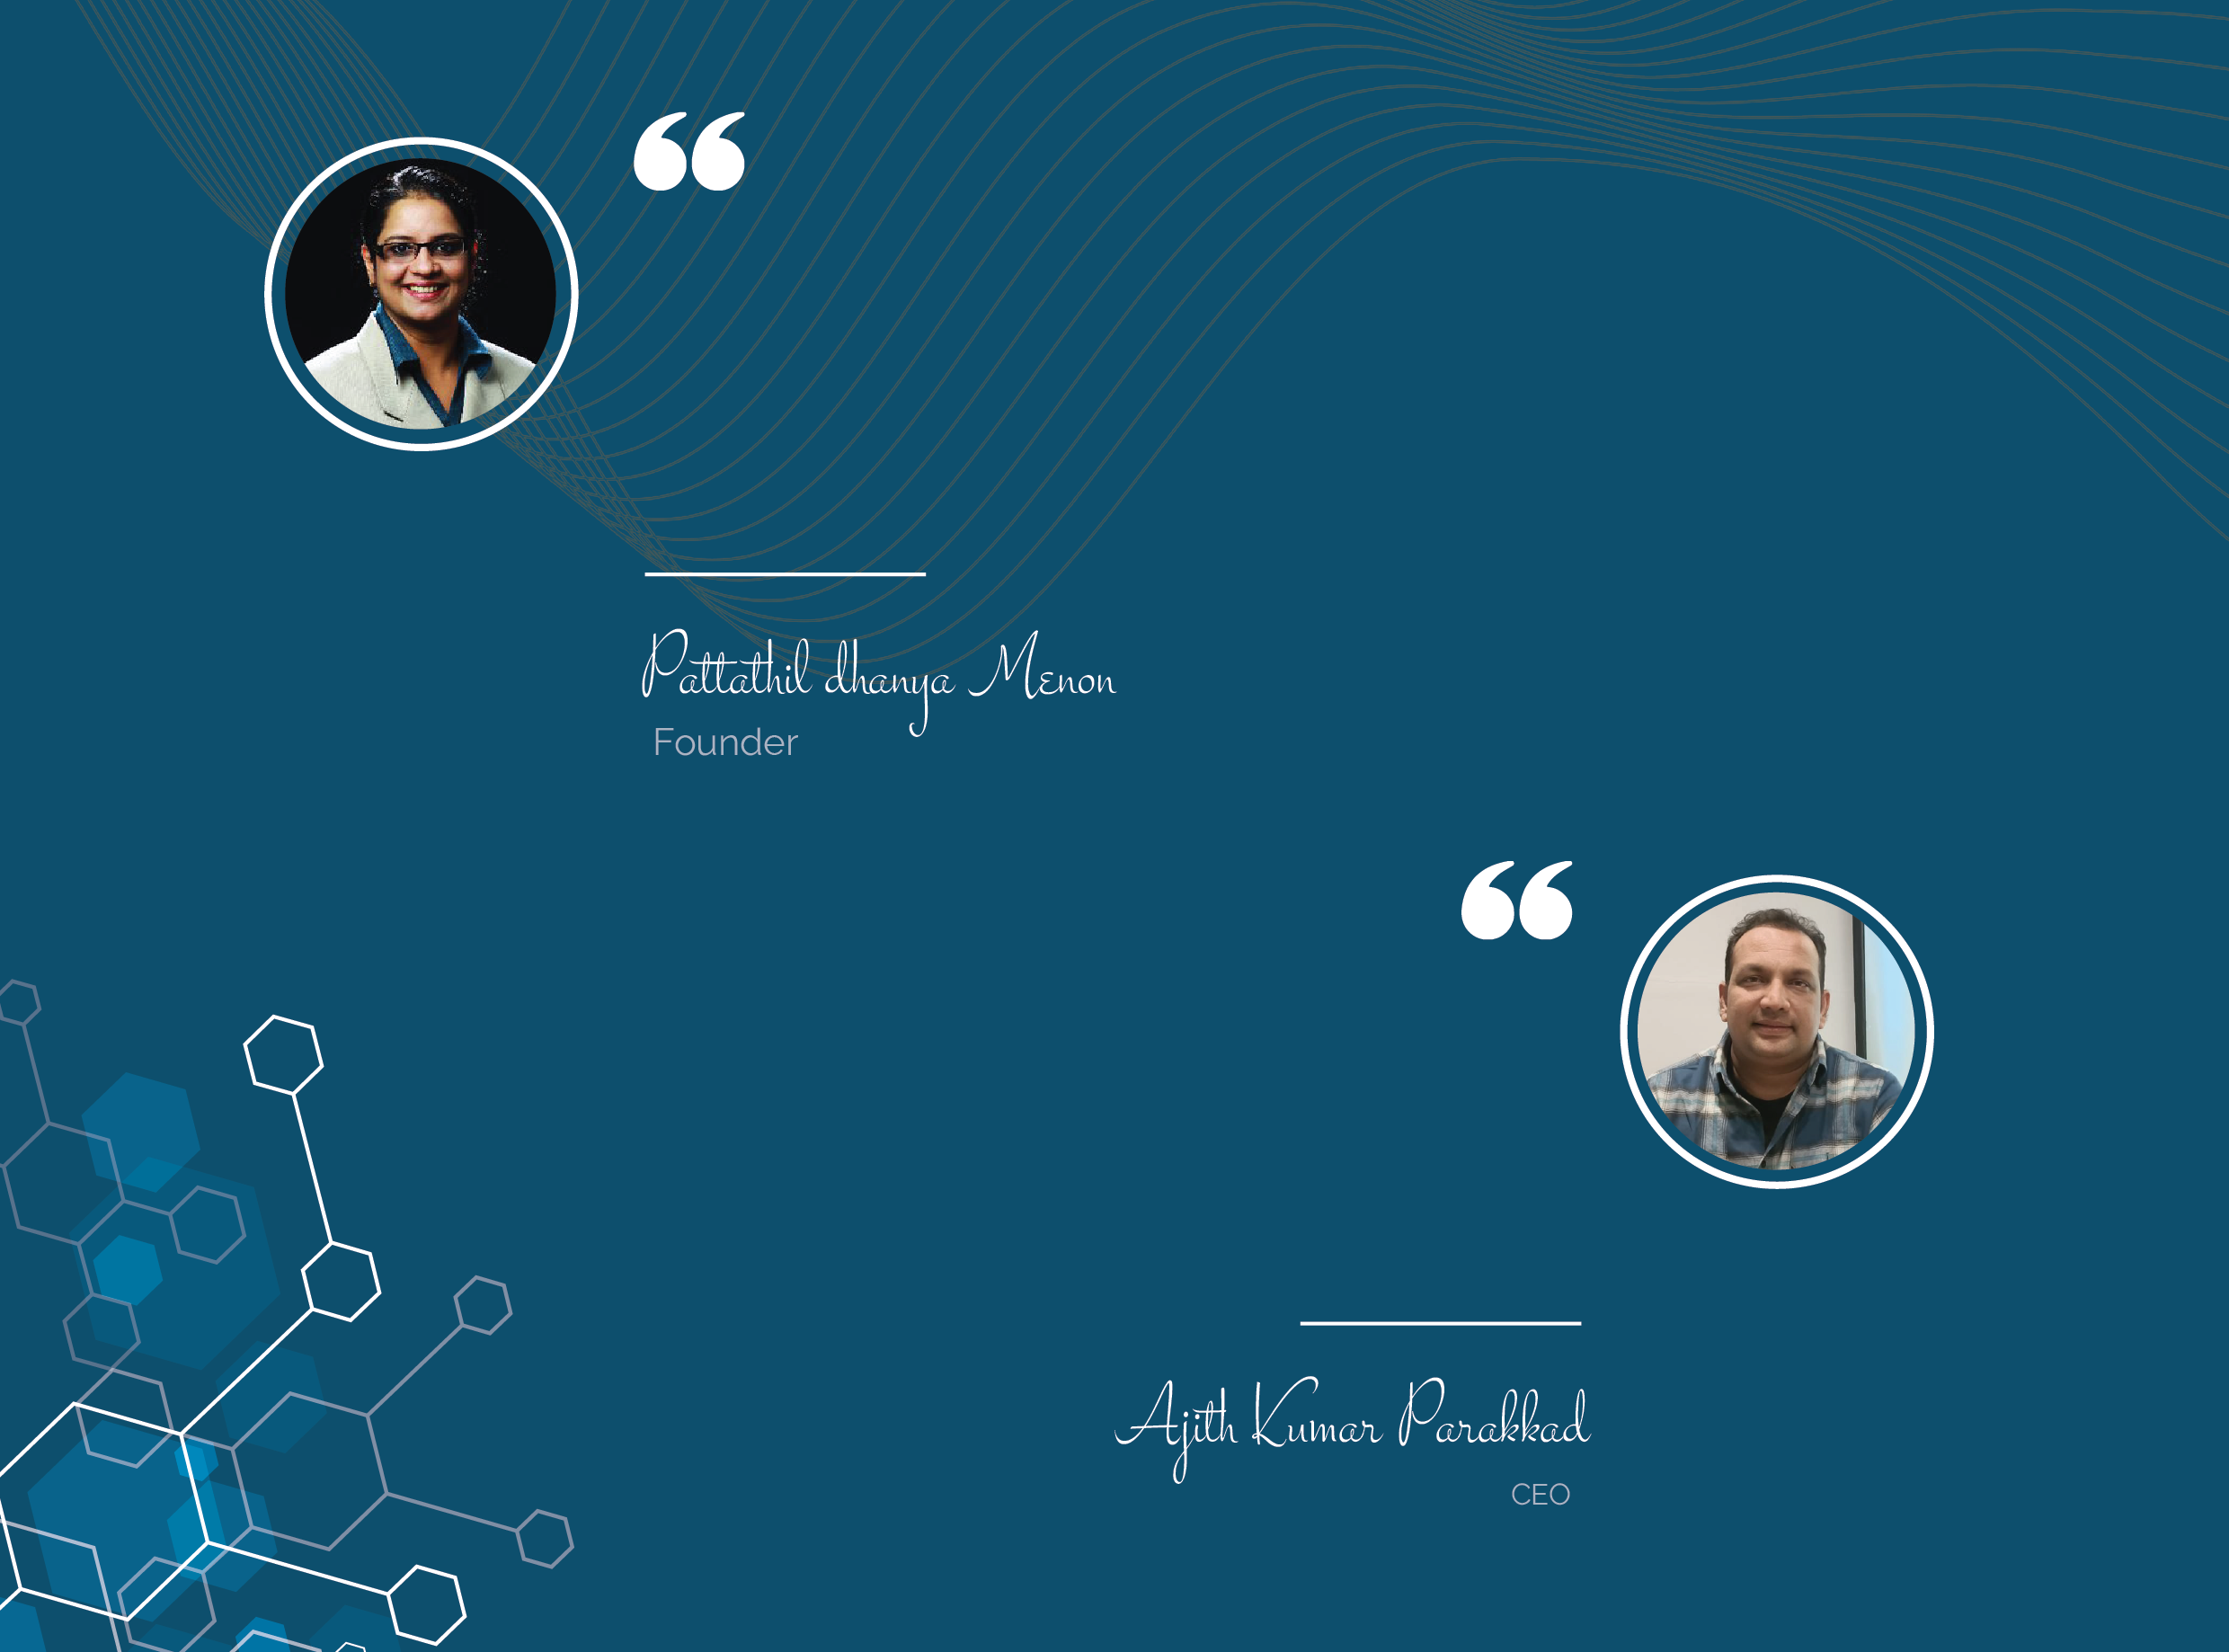 “
Pattathil dhanya Menon
Founder
“
Ajith Kumar Parakkad
CEO